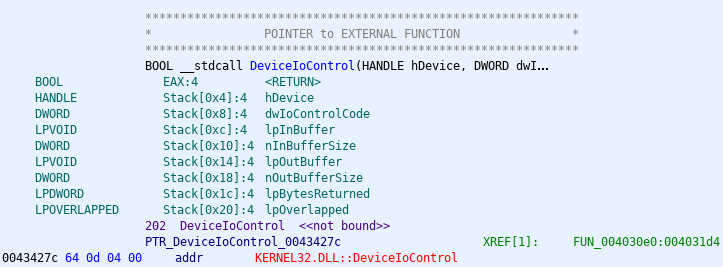 **************************************************************
* POINTER to EXTERNAL FUNCTION *
**************************************************************
BOOL __stdcall DeviceIoControl(HANDLE hDevice, DWORD dwI...
BOOL EAX:4 <RETURN>
HANDLE Stack[0x4]:4 hDevice
DWORD Stack[0x8]:4 dwIoControlCode
LPVOID Stack[0xc]:4 lpInBuffer
DWORD Stack[0x10]:4 nInBufferSize
LPVOID Stack[0x14]:4 lpOutBuffer
DWORD Stack[0x18]:4 nOutBufferSize
LPDWORD Stack[0x1c]:4 lpBytesReturned
LPOVERLAPPED Stack[0x20]:4 lpOverlapped
202 DeviceIoControl <<not bound>>
PTR_DeviceIoControl_0043427c XREF[1]: FUN_004030e0:004031d4
0043427c 64 0d 04 00 addr KERNEL32.DLL::DeviceIoControl